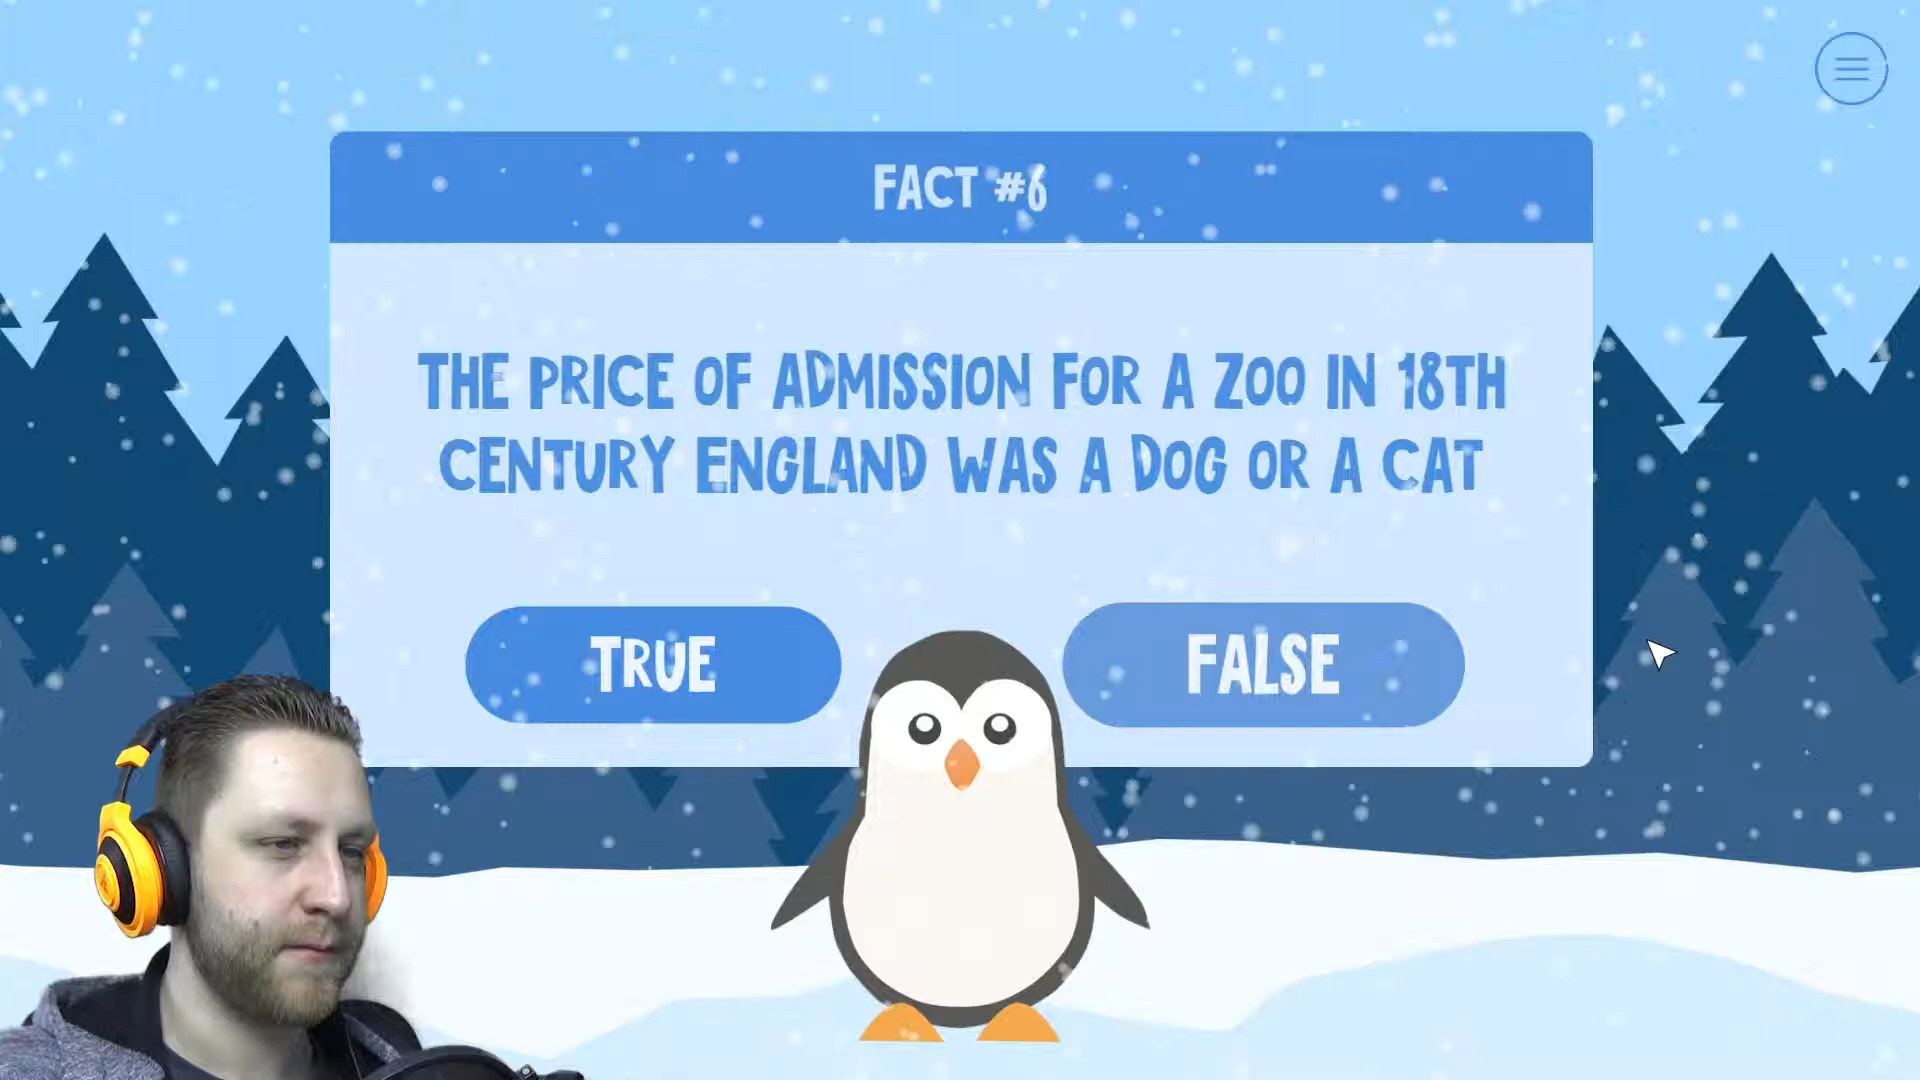 FACT #6
THE PRICE OF ADMISSION FOR A ZOO IN 18TH
CENTURY ENGLAND WAS A DOG OR A CAT
TRUE
FALSE